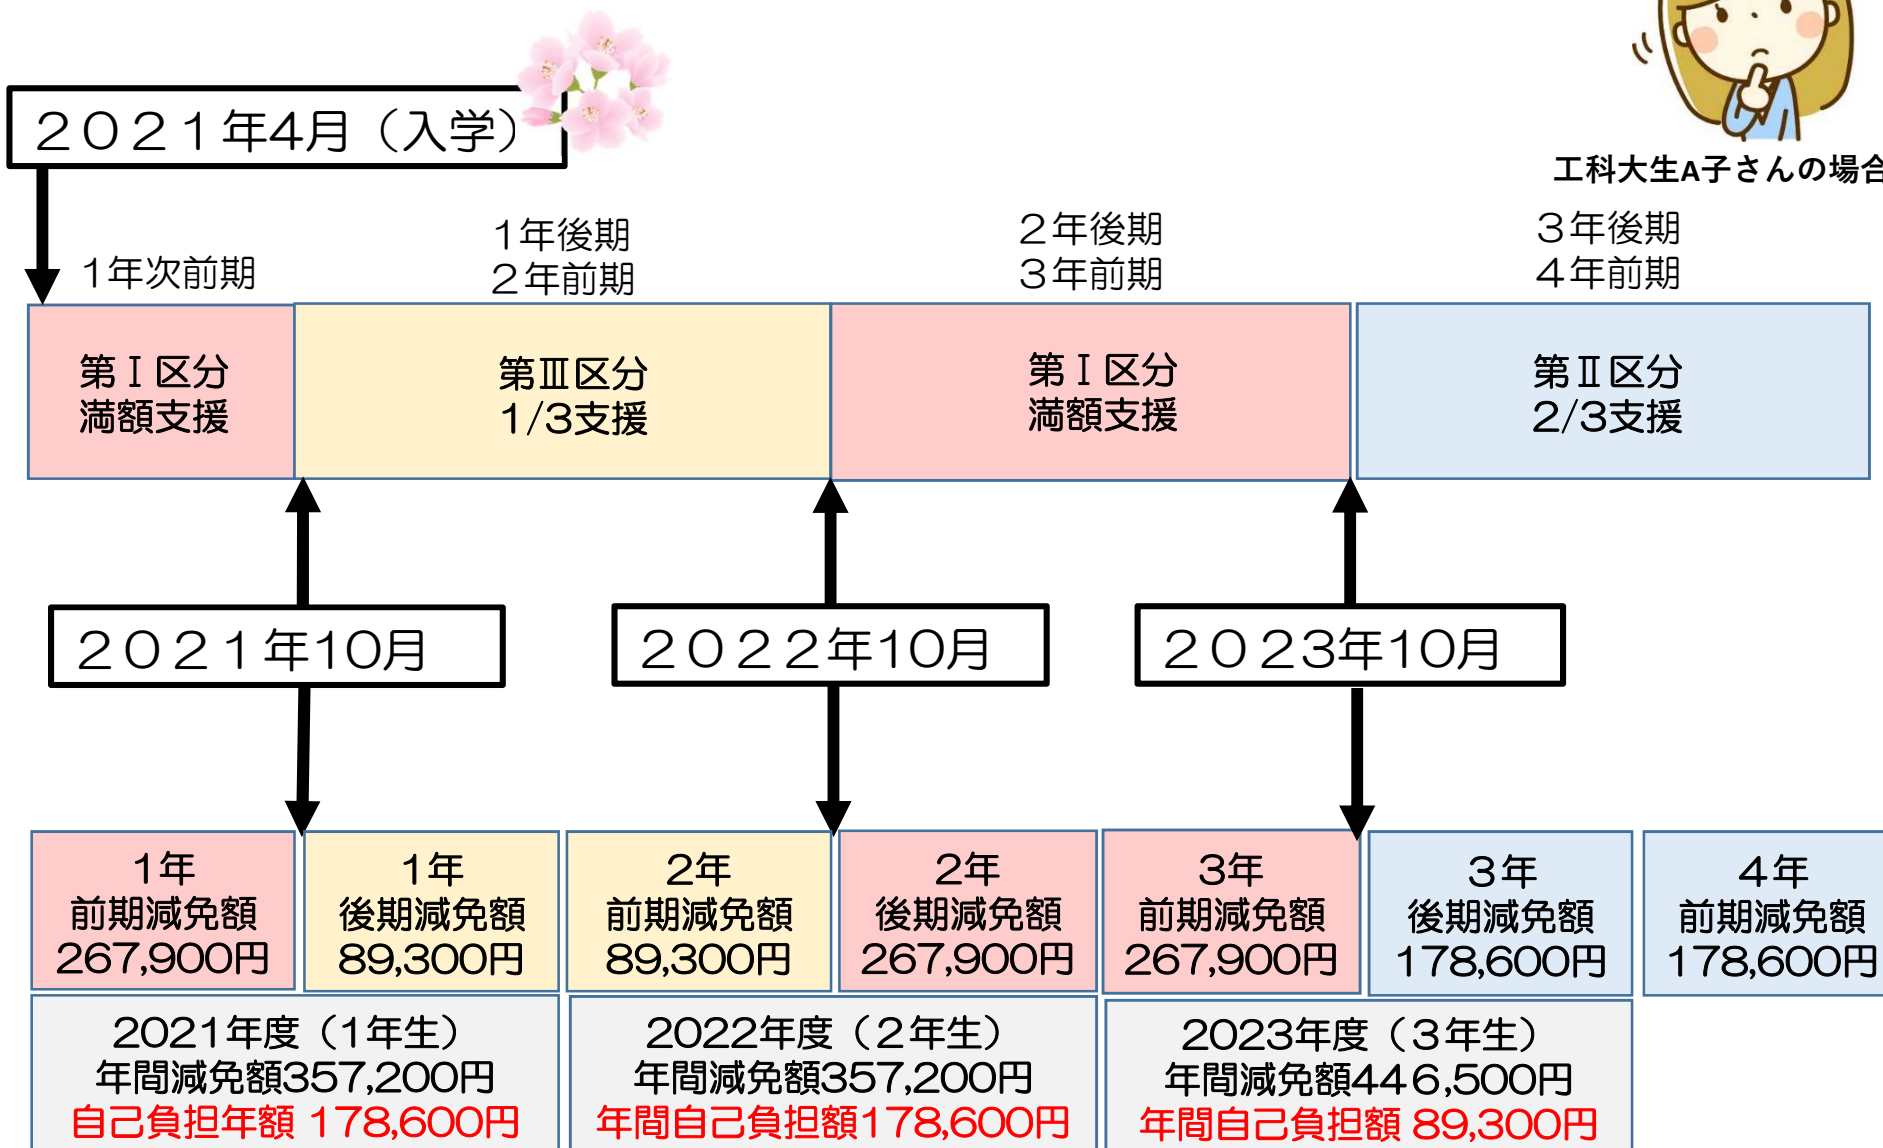 ２０２１年4月（入学）
工科大生A子さんの場合
1年次前期
1年後期
２年前期
２年後期
３年前期
３年後期
４年前期
第Ⅰ区分
満額支援
第Ⅲ区分
1/3支援
第Ⅰ区分
満額支援
第Ⅱ区分
2/3支援
２０２１年10月
２０２２年10月
２０２3年10月
1年
前期減免額
267,900円
1年
後期減免額
89,300円
2年
前期減免額
89,300円
2年
後期減免額
267,900円
3年
前期減免額
267,900円
３年
後期減免額
178,600円
４年
前期減免額
178,600円
2021年度（1年生）
年間減免額357,200円
自己負担年額 178,600円
2022年度（２年生）
年間減免額357,200円
年間自己負担額178,600円
2023年度（３年生）
年間減免額44６,500円
年間自己負担額 89,300円